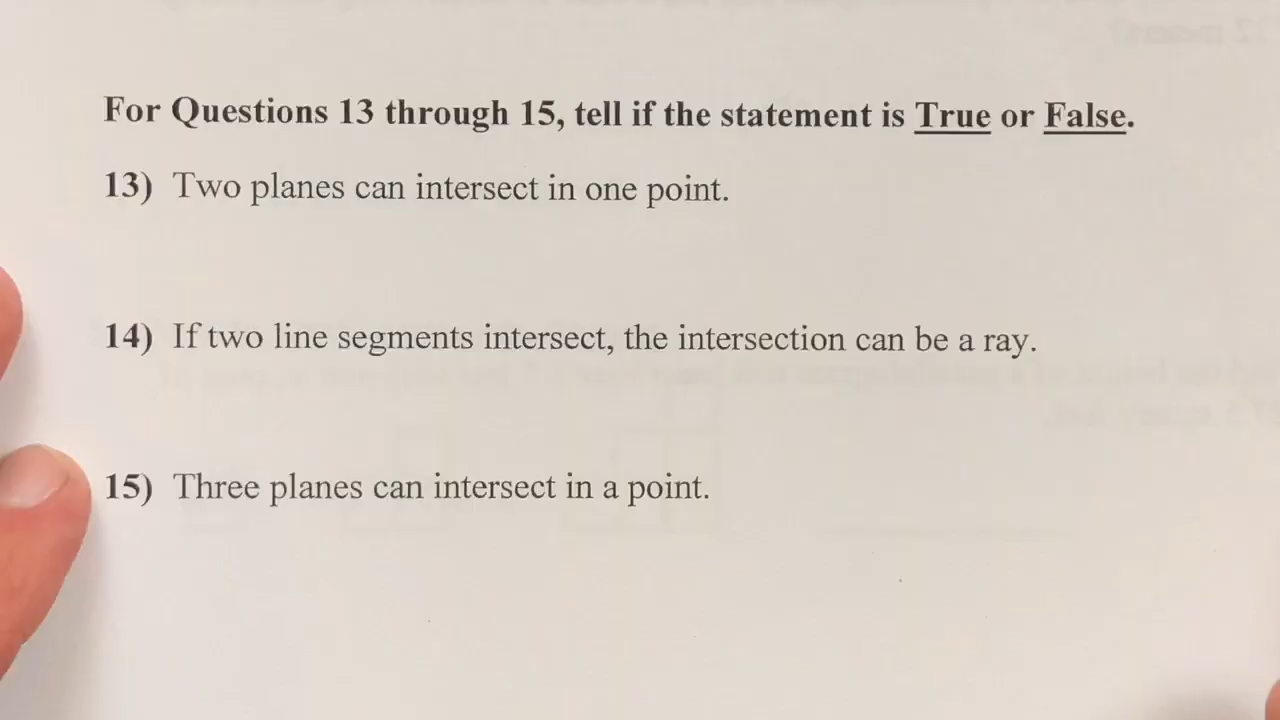 For Questions 13 through 15, tell if the statement is True or False.
13) Two planes can intersect in one point.
14) If two line segments intersect, the intersection can be a ray.
15) Three planes can intersect in a point.